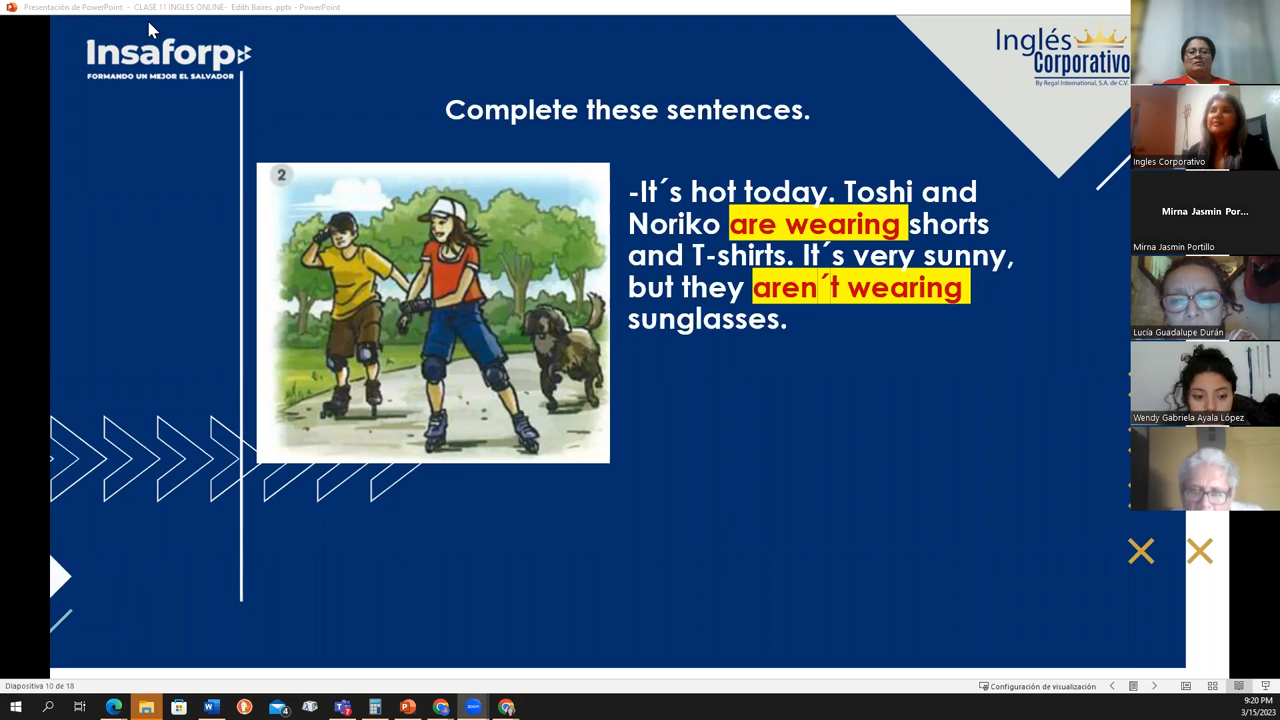 Presentación de PowerPoint - CLASE 11 INGLES ONLINE- Edith Baires .pptx - PowerPoint
Insaforp
FORMANDO UN MEJOR EL SALVADOR
Inglés
Corporativo
By Regal International, S.A. de C.V.
Complete these sentences.
2
-It´s hot today. Toshi and
Noriko are wearing shorts
and T-shirts. It´s very sunny,
but they aren´t wearing
sunglasses.
Ingles Corporativo
Mirna Jasmin Por...
Mirna Jasmin Portillo
Lucía Guadalupe Durán
Wendy Gabriela Ayala López
Diapositiva 10 de 18
Configuración de visualización
zoom
9:20 PM
3/15/2023